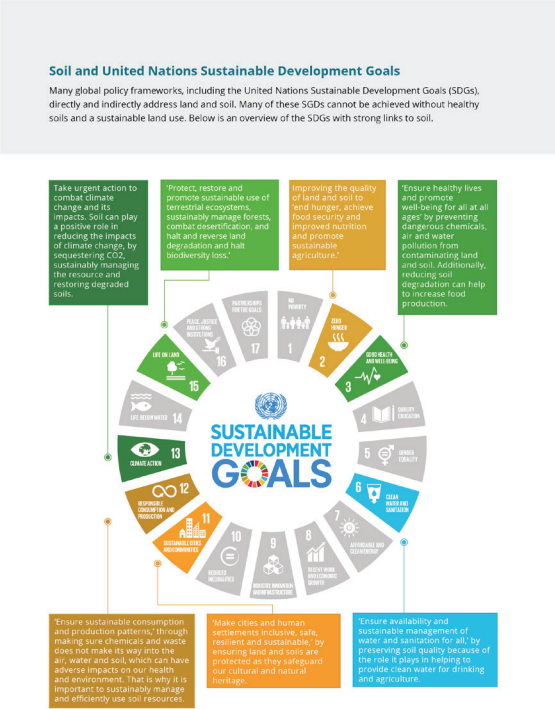 Soil and United Nations Sustainable Development Goals
Many global policy frameworks, including the United Nations Sustainable Development Goals (SDGs),
directly and indirectly address land and soil. Many of these SGDs cannot be achieved without healthy
soils and a sustainable land use. Below is an overview of the SDGs with strong links to soil.
Take urgent action to
combat climate
change and its
impacts. Soil can play
a positive role in
reducing the impacts
of climate change, by
sequestering CO2,
sustainably managing
the resource and
restoring degraded
soils.
'Protect, restore and
promote sustainable use of
terrestrial ecosystems,
sustainably manage forests,
combat desertification, and
halt and reverse land
degradation and halt
biodiversity loss.'
Improving the quality
of land and soil to
'end hunger, achieve
food security and
improved nutrition
and promote
sustainable
agriculture.'
'Ensure healthy lives
and promote
well-being for all at all
ages' by preventing
dangerous chemicals,
air and water
pollution from
contaminating land
and soil. Additionally,
reducing soil
degradation can help
to increase food
production.
NO
POVERTY
1
ZERO
HUNGER
2
GOOD HEALTH
AND WELL-BEING
3
QUALITY
EDUCATION
4
GENDER
EQUALITY
5
CLEAN
WATER AND
SANITATION
6
AFFORDABLE AND
CLEAN ENERGY
7
DECENT WORK
AND ECONOMIC
GROWTH
8
INDUSTRY, INNOVATION
AND INFRASTRUCTURE
9
REDUCED
INEQUALITIES
10
SUSTAINABLE CITIES
AND COMMUNITIES
11
RESPONSIBLE
CONSUMPTION AND
PRODUCTION
12
CLIMATE ACTION
13
LIFE BELOW WATER
14
LIFE ON LAND
15
PEACE, JUSTICE
AND STRONG
INSTITUTIONS
16
PARTNERSHIPS
FOR THE GOALS
17
SUSTAINABLE
DEVELOPMENT
GOALS
'Ensure sustainable consumption
and production patterns,' through
making sure chemicals and waste
does not make its way into the
air, water and soil, which can have
adverse impacts on our health
and environment. That is why it is
important to sustainably manage
and efficiently use soil resources.
'Make cities and human
settlements inclusive, safe,
resilient and sustainable,' by
ensuring land and soils are
protected as they safeguard
our cultural and natural
heritage.
'Ensure availability and
sustainable management of
water and sanitation for all,' by
preserving soil quality because of
the role it plays in helping to
provide clean water for drinking
and agriculture.